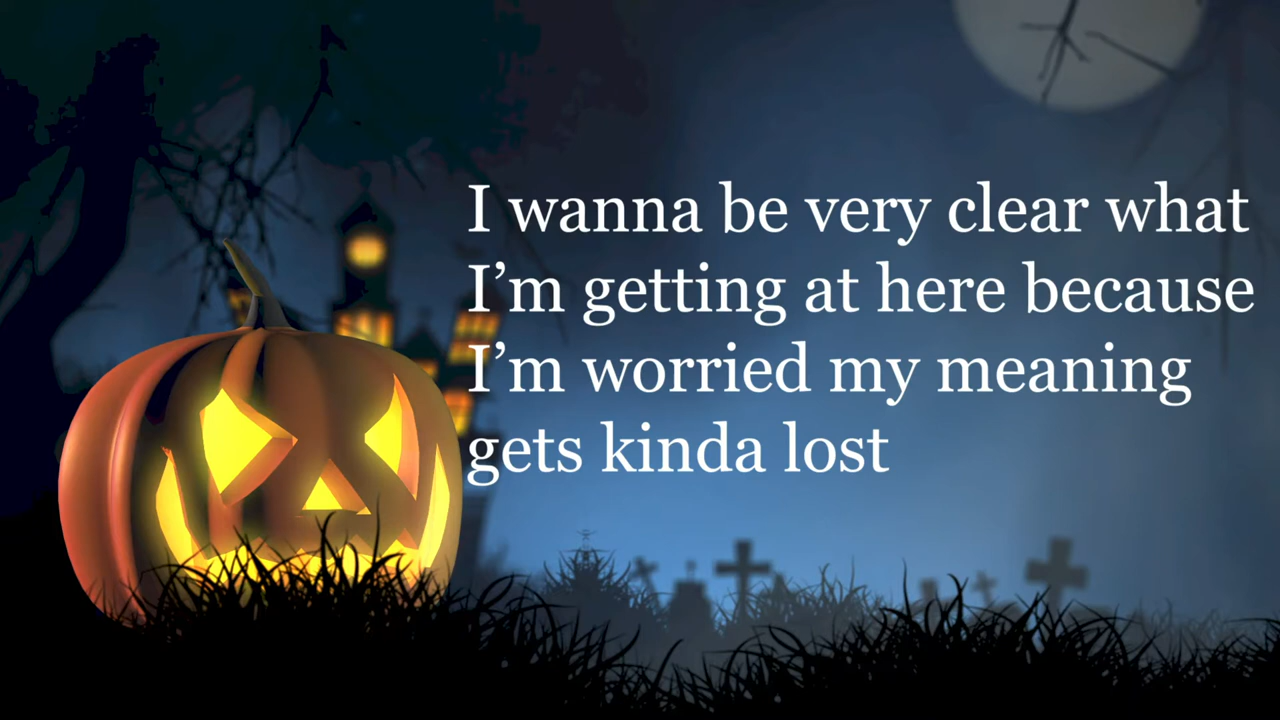 I wanna be very clear what
I’m getting at here because
I’m worried my meaning
gets kinda lost